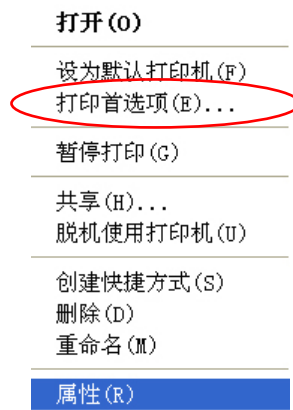 打开(O)
设为默认打印机(F)
打印首选项(E)...
暂停打印(G)
共享(H)...
脱机使用打印机(U)
创建快捷方式(S)
删除(D)
重命名(M)
属性(R)